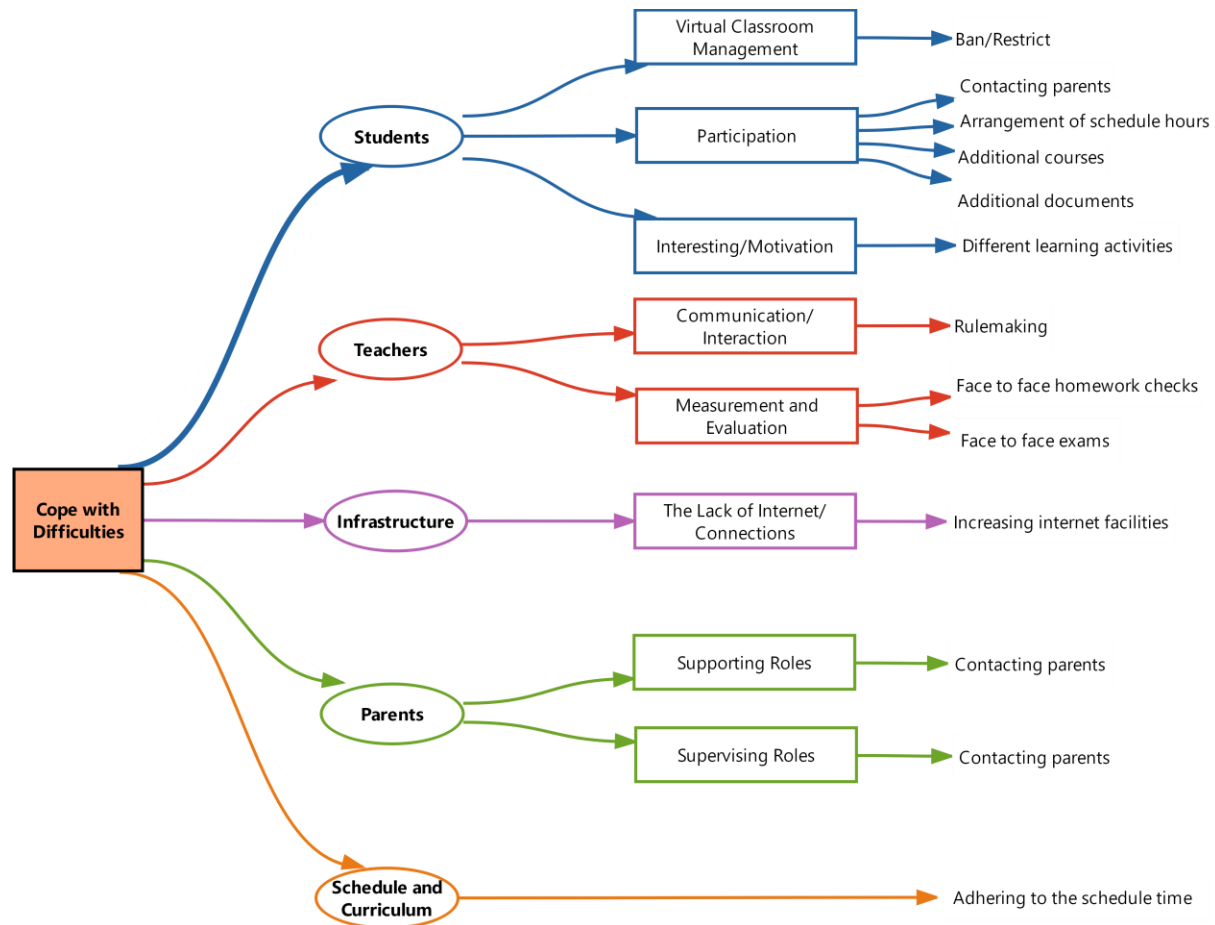 Cope with
Difficulties
Students
Virtual Classroom
Management
Ban/Restrict
Participation
Contacting parents
Arrangement of schedule hours
Additional courses
Additional documents
Interesting/Motivation
Different learning activities
Teachers
Communication/
Interaction
Rulemaking
Measurement and
Evaluation
Face to face homework checks
Face to face exams
Infrastructure
The Lack of Internet/
Connections
Increasing internet facilities
Parents
Supporting Roles
Contacting parents
Supervising Roles
Contacting parents
Schedule and
Curriculum
Adhering to the schedule time